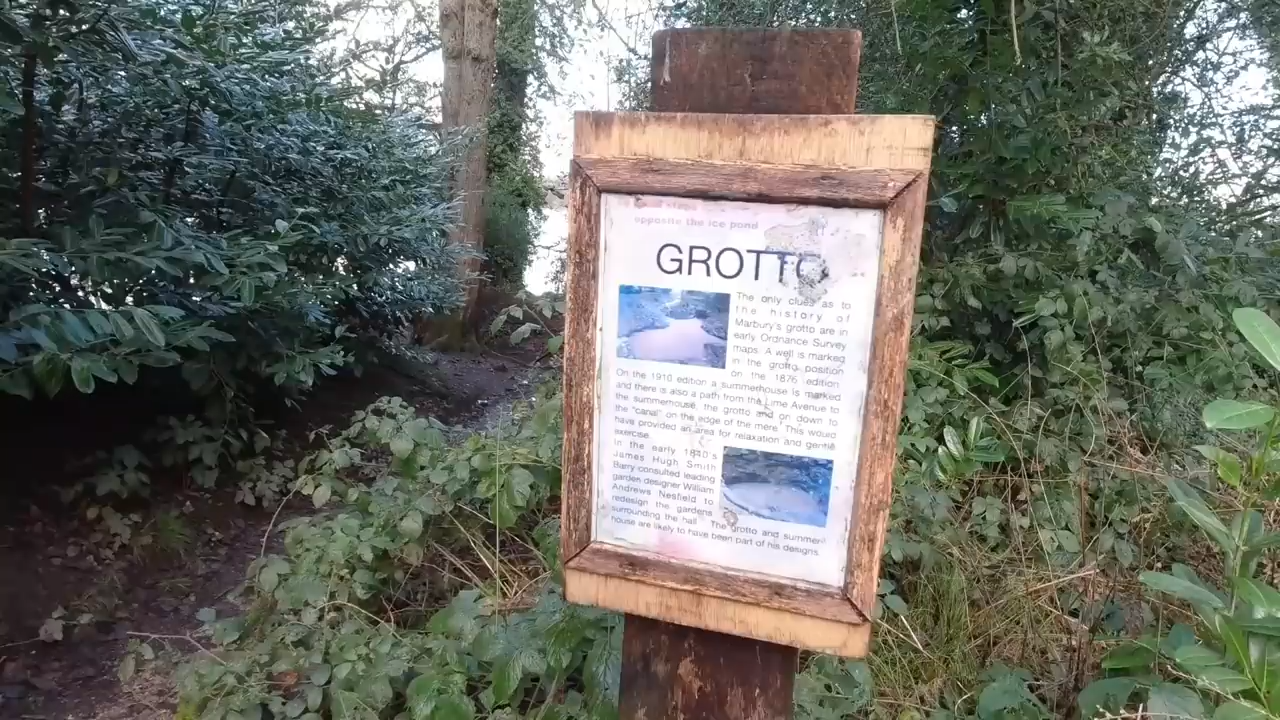 steps
opposite the ice pond
GROTTO
The only clues as to
the history of
Marbury's grotto are in
early Ordnance Survey
maps. A well is marked
in the grotto position
on the 1876 edition.
On the 1910 edition a summerhouse is marked
and there is also a path from the Lime Avenue to
the summerhouse, the grotto and on down to
the "canal" on the edge of the mere. This would
have provided an area for relaxation and gentle
exercise.
In the early 1840's
James Hugh Smith
Barry consulted leading
garden designer William
Andrews Nesfield to
redesign the gardens
surrounding the hall. The grotto and summer
house are likely to have been part of his designs.